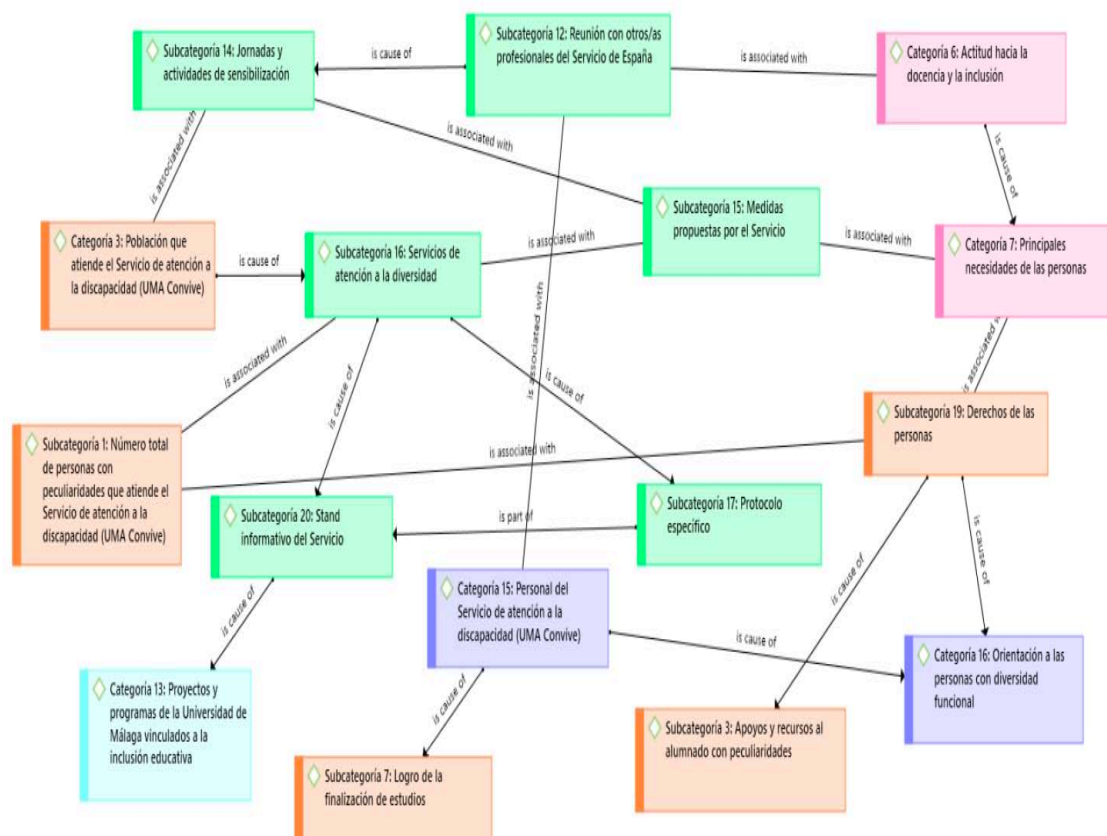 Subcategoría 14: Jornadas y
actividades de sensibilización
is cause of
Subcategoría 12: Reunión con otros/as
profesionales del Servicio de España
is associated with
Categoría 6: Actitud hacia la
docencia y la inclusión
is associated with
is associated with
is cause of
Categoría 3: Población que
atiende el Servicio de atención a
la discapacidad (UMA Convive)
is cause of
Subcategoría 16: Servicios de
atención a la diversidad
is associated with
Subcategoría 15: Medidas
propuestas por el Servicio
is associated with
Categoría 7: Principales
necesidades de las personas
is associated with
is cause of
is associated with
is cause of
is associated w
Subcategoría 1: Número total
de personas con
peculiaridades que atiende el
Servicio de atención a la
discapacidad (UMA Convive)
is associated with
Subcategoría 19: Derechos de las
personas
Subcategoría 20: Stand
informativo del Servicio
is part of
Subcategoría 17: Protocolo
específico
is cause of
is cause of
is cause of
Categoría 15: Personal del
Servicio de atención a la
discapacidad (UMA Convive)
is cause of
Categoría 16: Orientación a las
personas con diversidad
funcional
Categoría 13: Proyectos y
programas de la Universidad de
Málaga vinculados a la
inclusión educativa
is cause of
Subcategoría 7: Logro de la
finalización de estudios
Subcategoría 3: Apoyos y recursos al
alumnado con peculiaridades